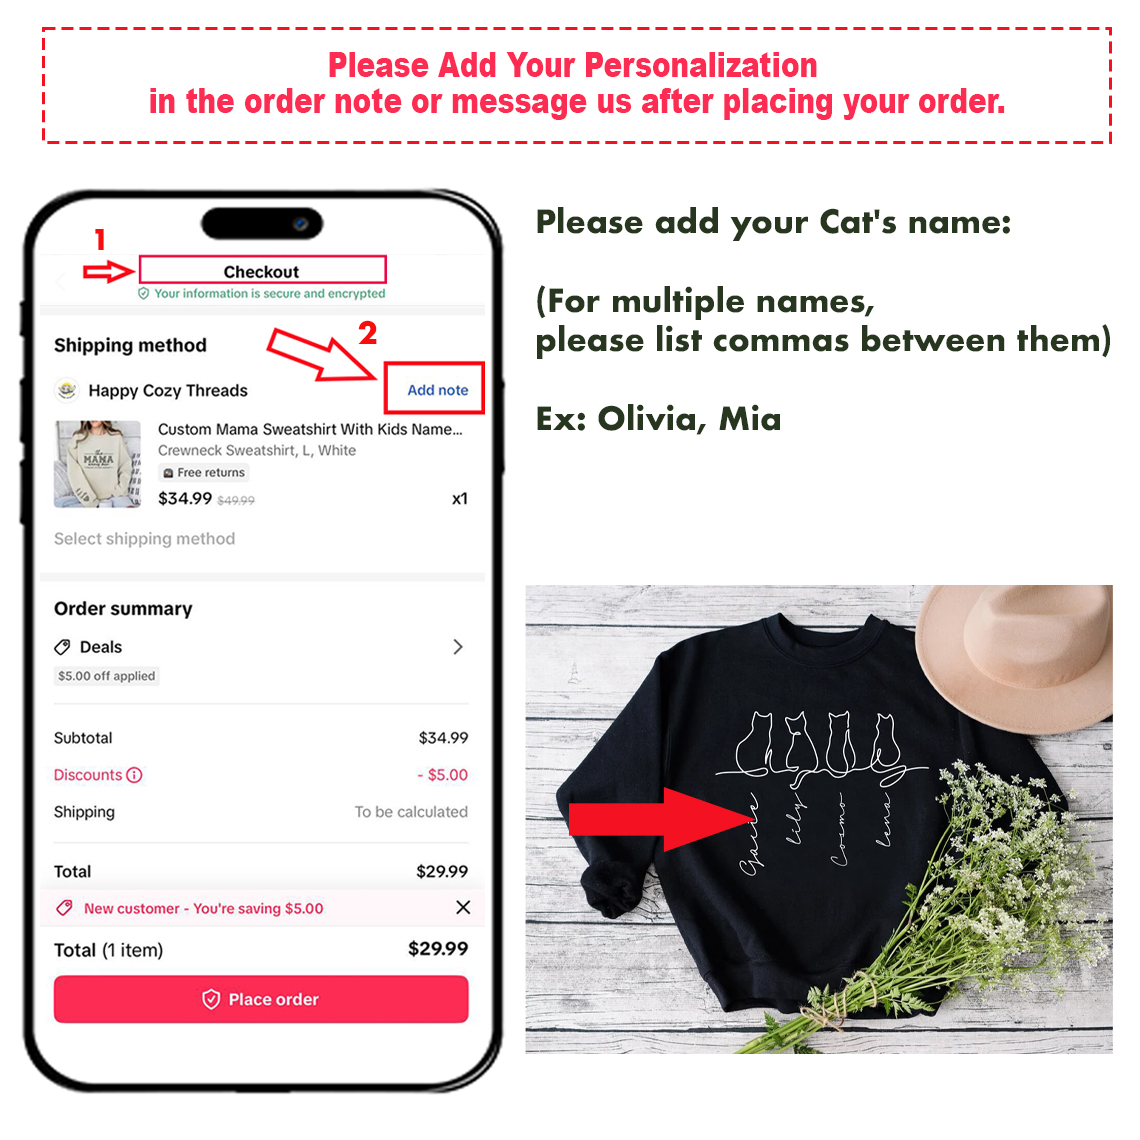 Please Add Your Personalization
in the order note or message us after placing your order.
1
Checkout
Your information is secure and encrypted
2
Shipping method
Happy Cozy Threads
Add note
Custom Mama Sweatshirt With Kids Name...
Crewneck Sweatshirt, L, White
Free returns
$34.99 $49.99
x1
MAMA
Select shipping method
Order summary
Deals
$5.00 off applied
Subtotal
$34.99
Discounts
- $5.00
Shipping
To be calculated
Total
$29.99
New customer - You're saving $5.00
Total (1 item)
$29.99
Place order
Please add your Cat's name:
(For multiple names,
please list commas between them)
Ex: Olivia, Mia
lily
Cosmo
lena